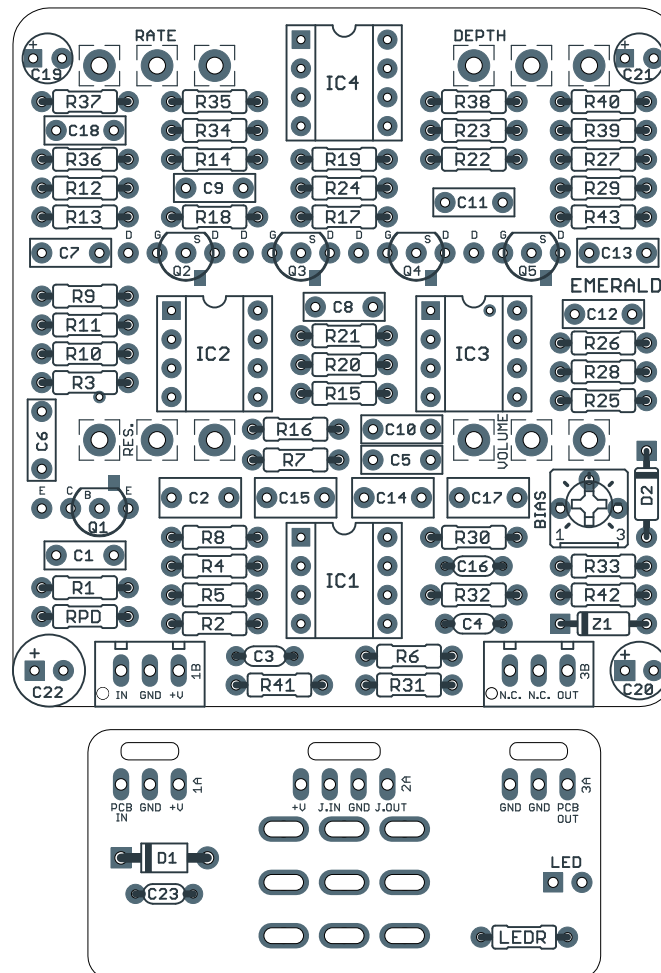 RATE DEPTH
+ C19 IC4 + C21
R37 R35 R38 R40
C18 R34 R23 R39
R36 R14 R19 R22 R27
R12 C9 R24 R29
C11
R13 R18 R17 R43
D G S D D G S D D G S D D G S D
C7 Q2 Q3 Q4 Q5 C13
EMERALD
R9 C8 C12
R11 R21 R26
R10 IC2 R20 IC3 R28
R3 R15 R25
C6 RES. R16 C10 VOLUME
R7 C5
C2 C15 C14 C17 BIAS D2
E C B E
Q1 1 2 3
R8 R30
C1 R4 IC1 C16 R33
R1 R5 R32 R42
RPD R2 C4 Z1
+ C22 C3 R6 + C20
IN GND +V 1B R41 R31 N.C. N.C. OUT 3B
PCB IN GND +V 1A
+V J.IN GND J.OUT 2A
GND GND PCB OUT 3A
D1 LED
C23
LEDR